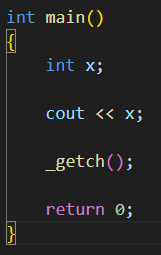 int main()
{
    int x;
    cout << x;
    _getch();
    return 0;
}